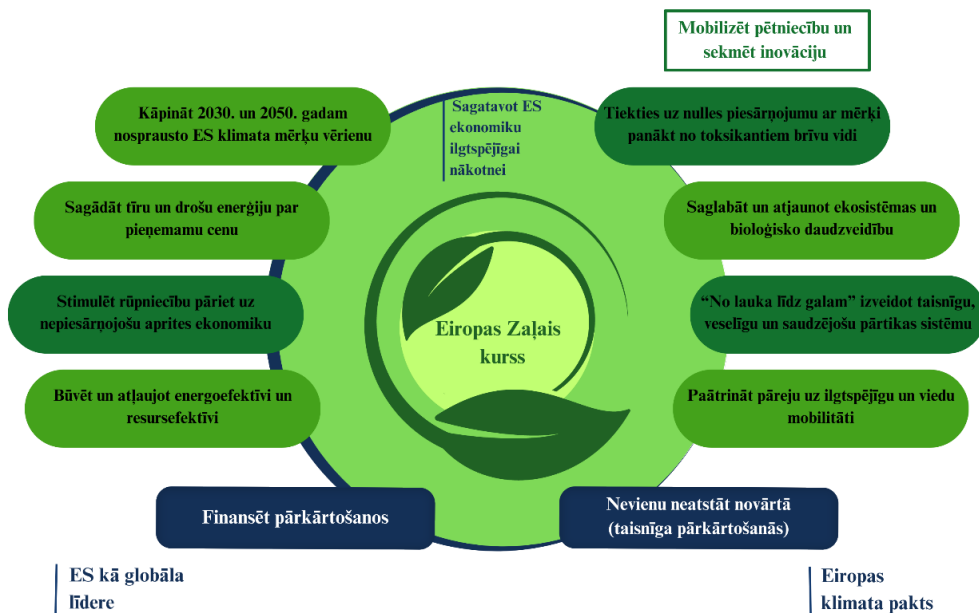 Mobilizēt pētniecību un
sekmēt inovāciju
Kāpināt 2030. un 2050. gadam
nosprausto ES klimata mērķu vērienu
Sagatavot ES
ekonomiku
ilgtspējīgai
nākotnei
Tiekties uz nulles piesārņojumu ar mērķi
panākt no toksikantiem brīvu vidi
Sagādāt tīru un drošu enerģiju par
pieņemamu cenu
Saglabāt un atjaunot ekosistēmas un
bioloģisko daudzveidību
Stimulēt rūpniecību pāriet uz
nepiesārņojošu aprites ekonomiku
“No lauka līdz galam” izveidot taisnīgu,
veselīgu un saudzējošu pārtikas sistēmu
Eiropas Zaļais
kurss
Būvēt un atļaujot energoefektīvi un
resursefektīvi
Paātrināt pāreju uz ilgtspējīgu un viedu
mobilitāti
Finansēt pārkārtošanos
Nevienu neatstāt novārtā
(taisnīga pārkārtošanās)
ES kā globāla
līdere
Eiropas
klimata pakts